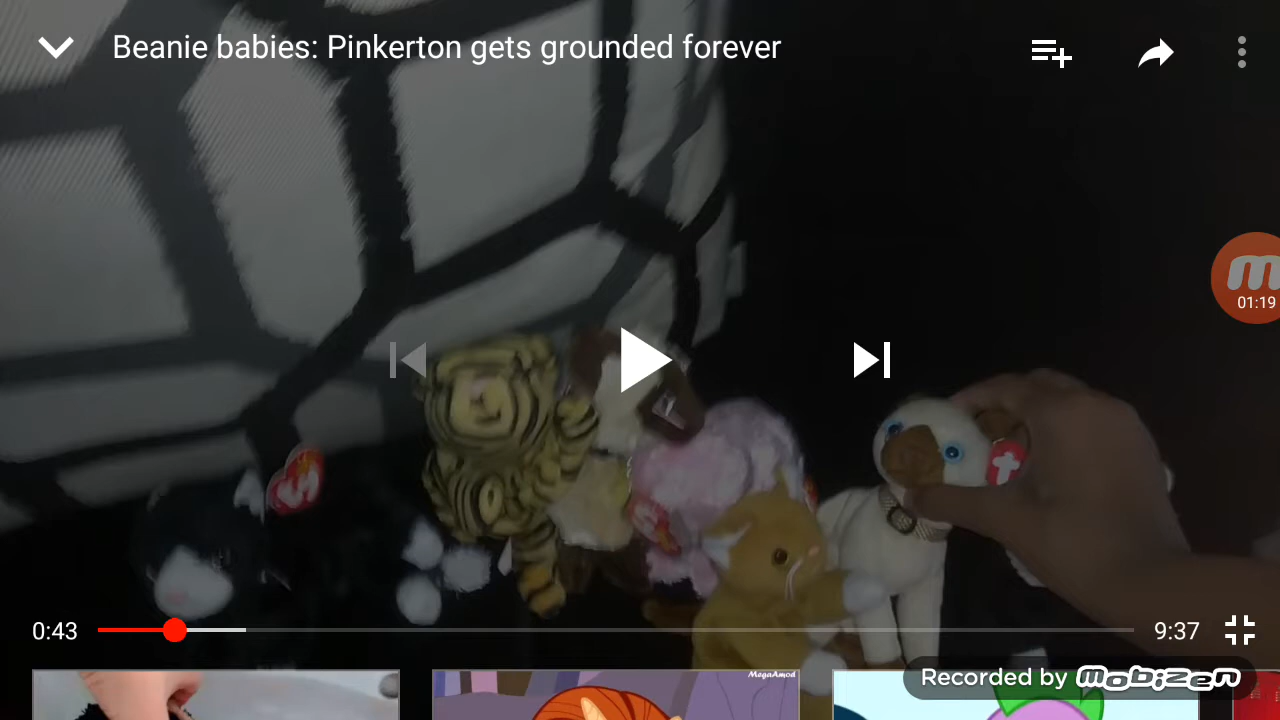 Beanie babies: Pinkerton gets grounded forever
01:19
0:43
9:37
MegaAmod
Recorded by mobizen